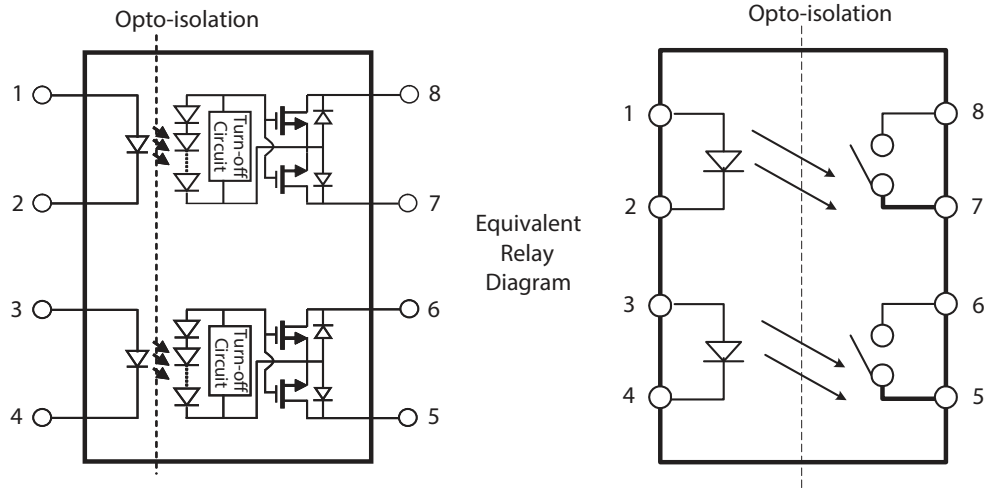 Opto-isolation
1
2
3
4
Turn-off
Circuit
Turn-off
Circuit
8
7
6
5
Equivalent
Relay
Diagram
Opto-isolation
1
2
3
4
8
7
6
5